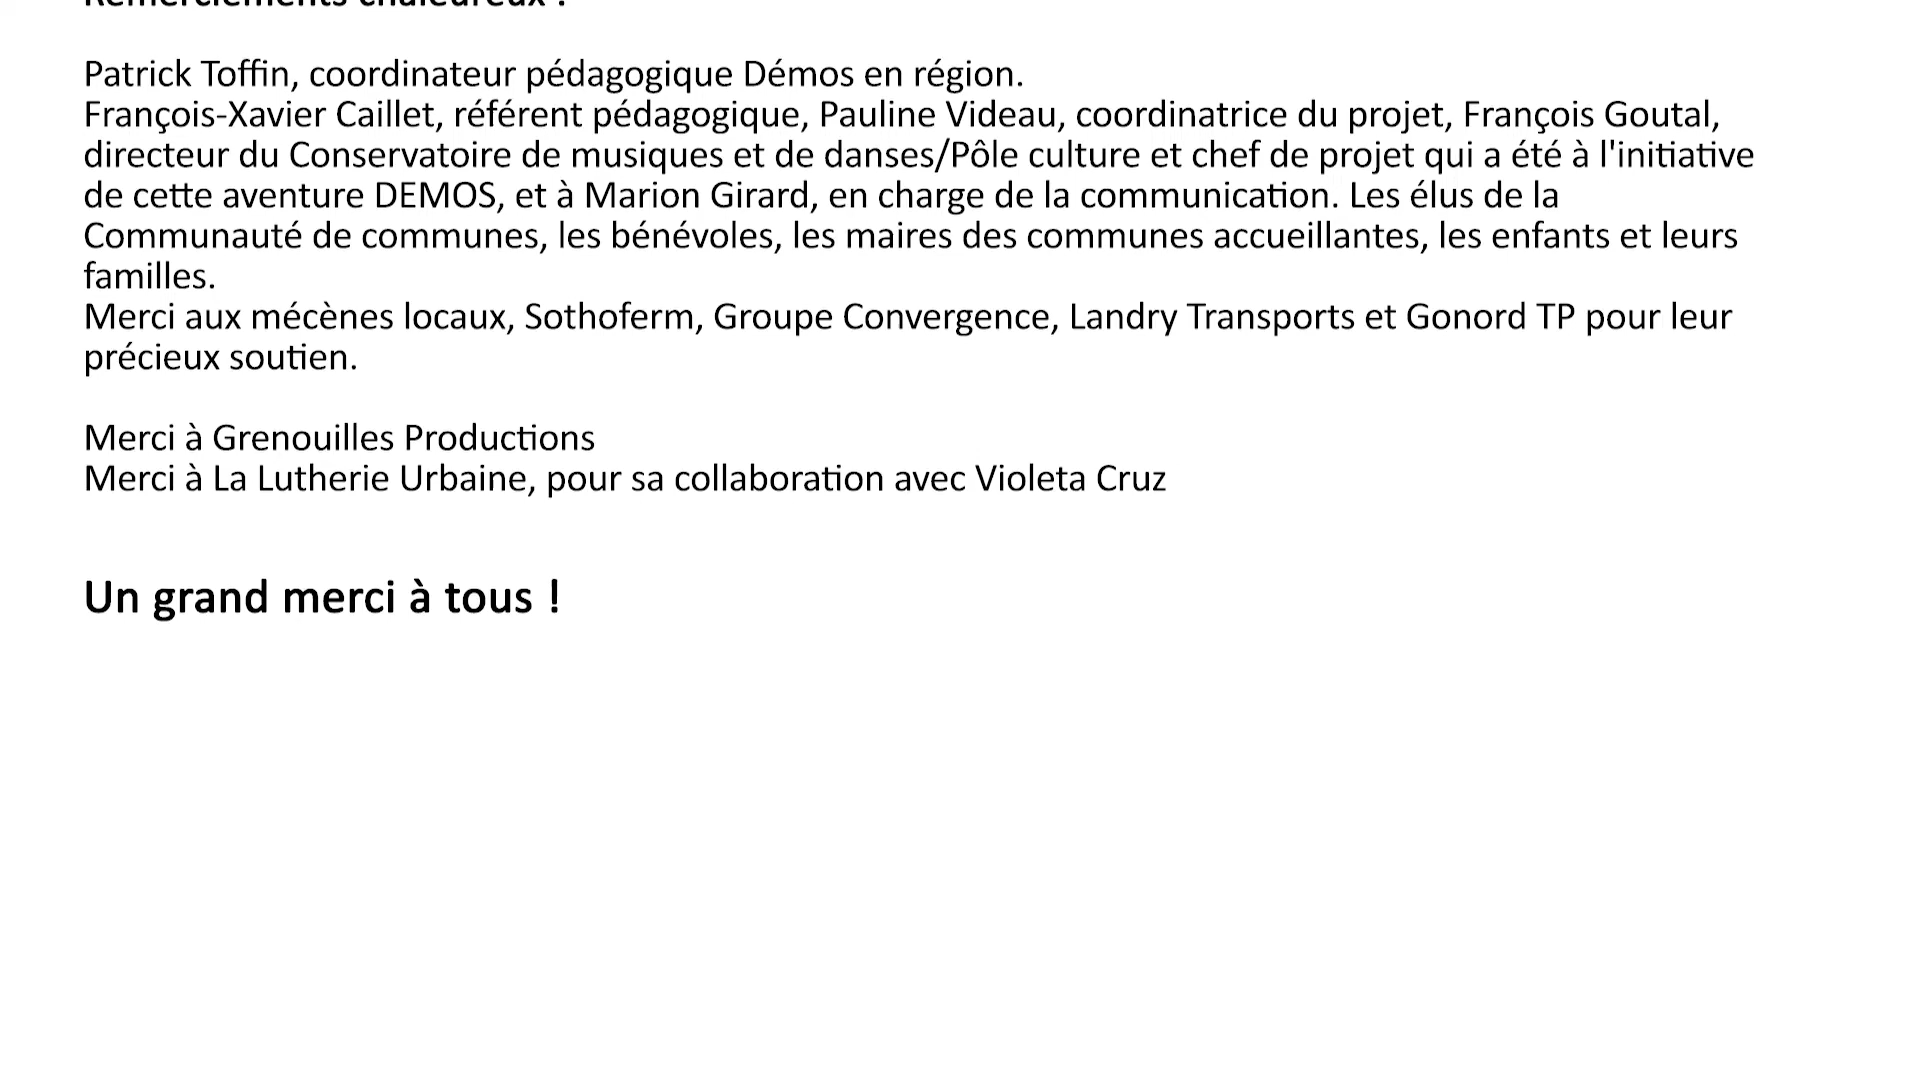 Remerciements chaleureux !
Patrick Toffin, coordinateur pédagogique Démos en région.
François-Xavier Caillet, référent pédagogique, Pauline Videau, coordinatrice du projet, François Goutal,
directeur du Conservatoire de musiques et de danses/Pôle culture et chef de projet qui a été à l'initiative
de cette aventure DEMOS, et à Marion Girard, en charge de la communication. Les élus de la
Communauté de communes, les bénévoles, les maires des communes accueillantes, les enfants et leurs
familles.
Merci aux mécènes locaux, Sothoferm, Groupe Convergence, Landry Transports et Gonord TP pour leur
précieux soutien.
Merci à Grenouilles Productions
Merci à La Lutherie Urbaine, pour sa collaboration avec Violeta Cruz
Un grand merci à tous !